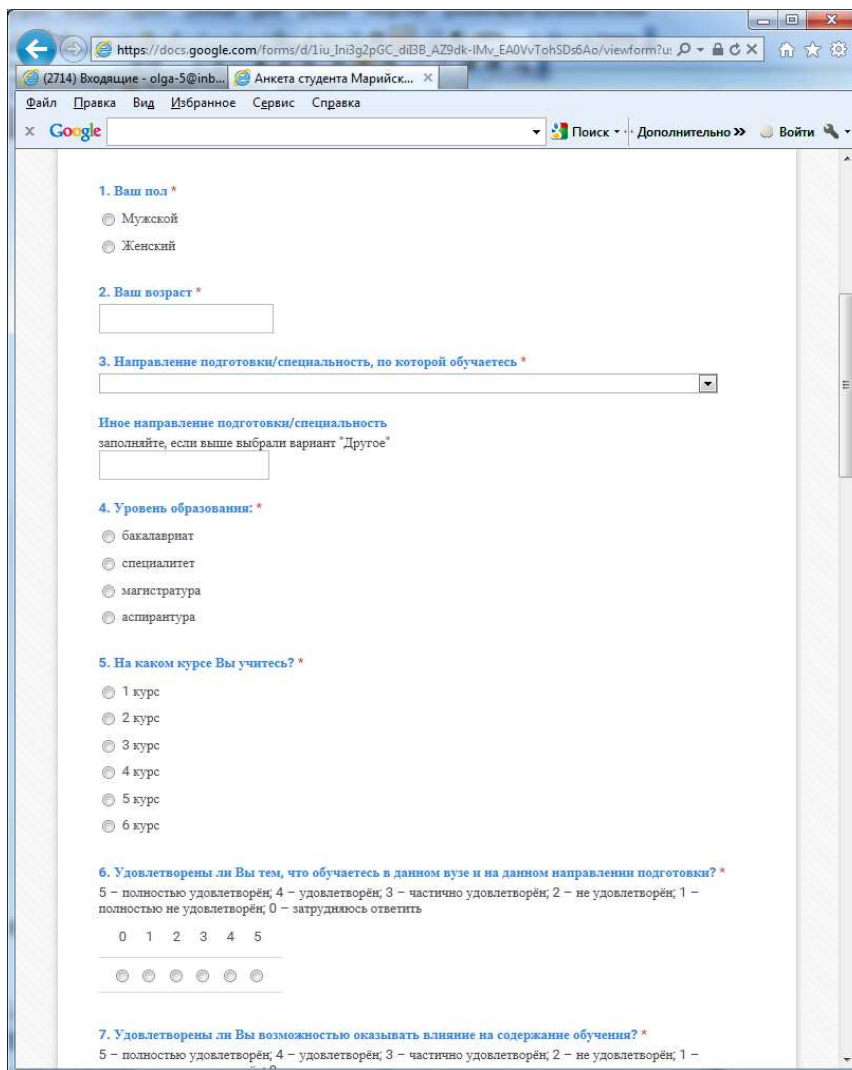 https://docs.google.com/forms/d/1iu_Ini3g2pGC_dil3B_AZ9dk-IMv_EA0VvTohSDs6Ao/viewform?u
(2714) Входящие - olga-5@inb... Анкета студента Марийск...
Файл Правка Вид Избранное Сервис Справка
x Google Поиск Дополнительно » Войти
1. Ваш пол *
Мужской
Женский
2. Ваш возраст *
3. Направление подготовки/специальность, по которой обучаетесь *
Иное направление подготовки/специальность
заполняйте, если выше выбрали вариант "Другое"
4. Уровень образования: *
бакалавриат
специалитет
магистратура
аспирантура
5. На каком курсе Вы учитесь? *
1 курс
2 курс
3 курс
4 курс
5 курс
6 курс
6. Удовлетворены ли Вы тем, что обучаетесь в данном вузе и на данном направлении подготовки? *
5 – полностью удовлетворён; 4 – удовлетворён; 3 – частично удовлетворён; 2 – не удовлетворён; 1 –
полностью не удовлетворён; 0 – затрудняюсь ответить
0 1 2 3 4 5
7. Удовлетворены ли Вы возможностью оказывать влияние на содержание обучения? *
5 – полностью удовлетворён; 4 – удовлетворён; 3 – частично удовлетворён; 2 – не удовлетворён; 1 –